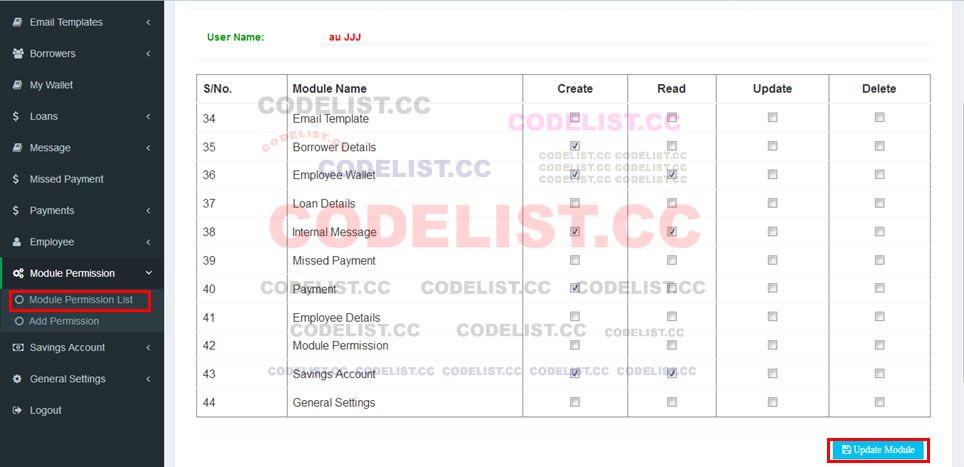 Email Templates
Borrowers
My Wallet
Loans
Message
Missed Payment
Payments
Employee
Module Permission
Module Permission List
Add Permission
Savings Account
General Settings
Logout
User Name: au JJJ
S/No. Module Name Create Read Update Delete
CODELIST.CC
34 Email Template
CODELIST.CC
CODELIST.CC
35 Borrower Details
CODELIST.CC CODELIST.CC
CODELIST.CC
CODELIST.CC CODELIST.CC
36 Employee Wallet
CODELIST.CC CODELIST.CC
37 Loan Details
CODELIST.CC
38 Internal Message
39 Missed Payment
CODELIST.CC CODELIST.CC CODELIST.CC
40 Payment
41 Employee Details
CODELIST.CC CODELIST.CC CODELIST.CC
42 Module Permission
CODELIST.CC CODELIST.CC CODELIST.CC CODELIST.CC CODELIST.CC
43 Savings Account
44 General Settings
Update Module